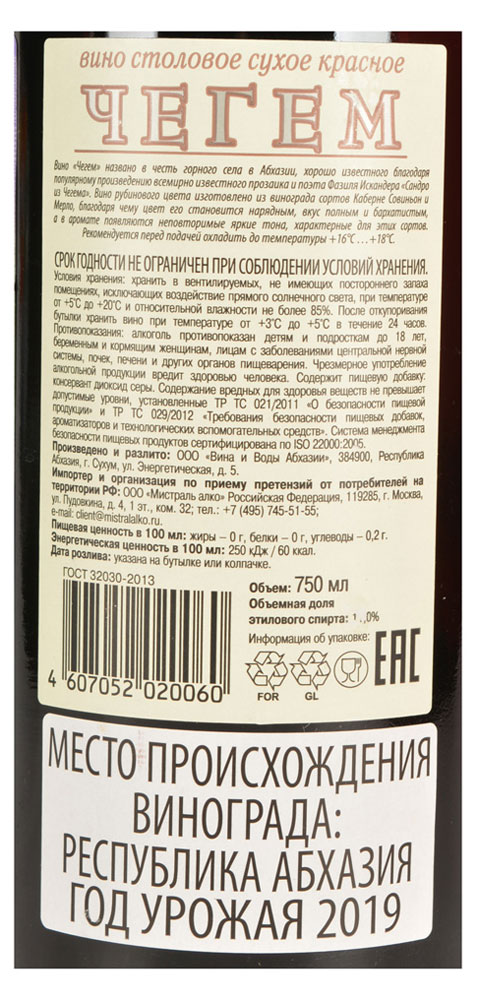 вино столовое сухое красное
ЧЕГЕМ
Вино «Чегем» названо в честь горного села в Абхазии, хорошо известного благодаря
популярному произведению всемирно известного прозаика и поэта Фазиля Искандера «Сандро
из Чегема». Вино рубинового цвета изготовлено из винограда сортов Каберне Совиньон и
Мерло, благодаря чему цвет его становится нарядным, вкус полным и бархатистым,
а в аромате появляются неповторимые яркие тона, характерные для этих сортов.
Рекомендуется перед подачей охладить до температуры +16°С ...+18°С.
СРОК ГОДНОСТИ НЕ ОГРАНИЧЕН ПРИ СОБЛЮДЕНИИ УСЛОВИЙ ХРАНЕНИЯ.
Условия хранения: хранить в вентилируемых, не имеющих постороннего запаха
помещениях, исключающих воздействие прямого солнечного света, при температуре
от +5°С до +20°С и относительной влажности не более 85%. После откупоривания
бутылки хранить вино при температуре от +3°С до +5°С в течение 24 часов.
Противопоказания: алкоголь противопоказан детям и подросткам до 18 лет,
беременным и кормящим женщинам, лицам с заболеваниями центральной нервной
системы, почек, печени и других органов пищеварения. Чрезмерное употребление
алкогольной продукции вредит здоровью человека. Содержит пищевую добавку:
консервант диоксид серы. Содержание вредных для здоровья веществ не превышает
допустимые уровни, установленные ТР ТС 021/2011 «О безопасности пищевой
продукции» и ТР ТС 029/2012 «Требования безопасности пищевых добавок,
ароматизаторов и технологических вспомогательных средств». Система менеджмента
безопасности пищевых продуктов сертифицирована по ISO 22000:2005.
Произведено и разлито: ООО «Вина и Воды Абхазии», 384900, Республика
Абхазия, г. Сухум, ул. Энергетическая, д. 5.
Импортер и организация по приему претензий от потребителей на
территории РФ: ООО «Мистраль алко» Российская Федерация, 119285, г. Москва,
ул. Пудовкина, д. 4, 1 эт., ком. 32; тел.: +7 (495) 745-51-55;
e-mail: client@mistralalko.ru
Пищевая ценность в 100 мл: жиры – 0 г, белки – 0 г, углеводы – 0,2 г.
Энергетическая ценность в 100 мл: 250 кДж / 60 ккал.
Дата розлива: указана на бутылке или колпачке.
ГОСТ 32030-2013
Объем: 750 мл
Объемная доля
этилового спирта:
Информация об упаковке:
EAC
FOR GL
4 607052 020060
МЕСТО ПРОИСХОЖДЕНИЯ
ВИНОГРАДА:
РЕСПУБЛИКА АБХАЗИЯ
ГОД УРОЖАЯ 2019